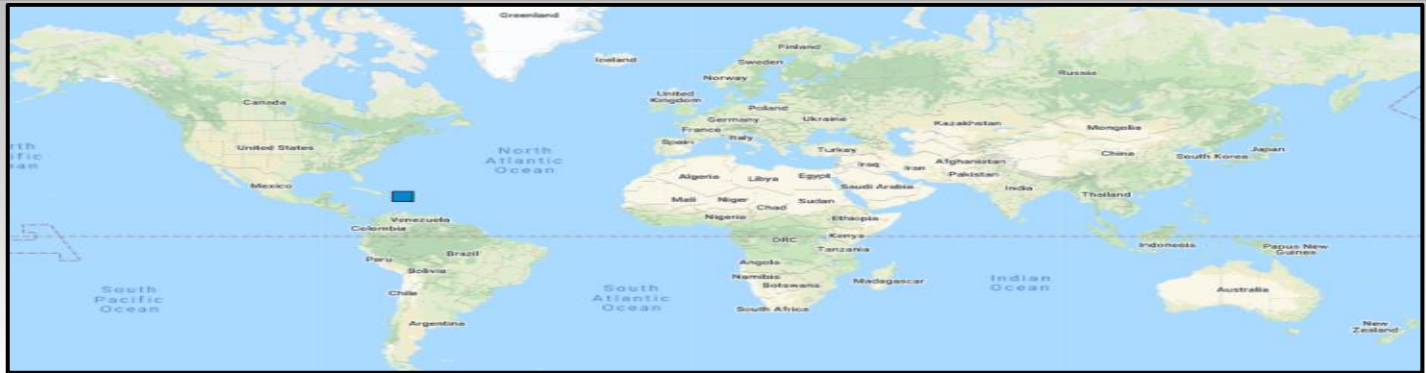 Greenland
Iceland
Finland
Sweden
Norway
Russia
Canada
United
Kingdom
Poland
Germany
Ukraine
France
Kazakhstan
Mongolia
Italy
Spain
Turkey
North
Atlantic
Ocean
United States
rth
ific
an
Japan
South Korea
China
Iraq
Iran
Afghanistan
Pakistan
Algeria
Libya
Egypt
Saudi Arabia
India
Mexico
Mali
Niger
Chad
Sudan
Thailand
Nigeria
Ethiopia
Venezuela
Colombia
DRC
Kenya
Tanzania
Indonesia
Papua New
Guinea
Brazil
Peru
Bolivia
Angola
Namibia
Botswana
Madagascar
Indian
Ocean
Australia
South
Pacific
Ocean
Chile
South
Atlantic
Ocean
South Africa
Argentina
New
Zealand